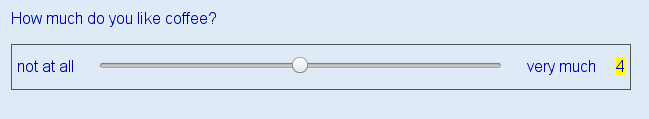 How much do you like coffee?
not at all very much 4